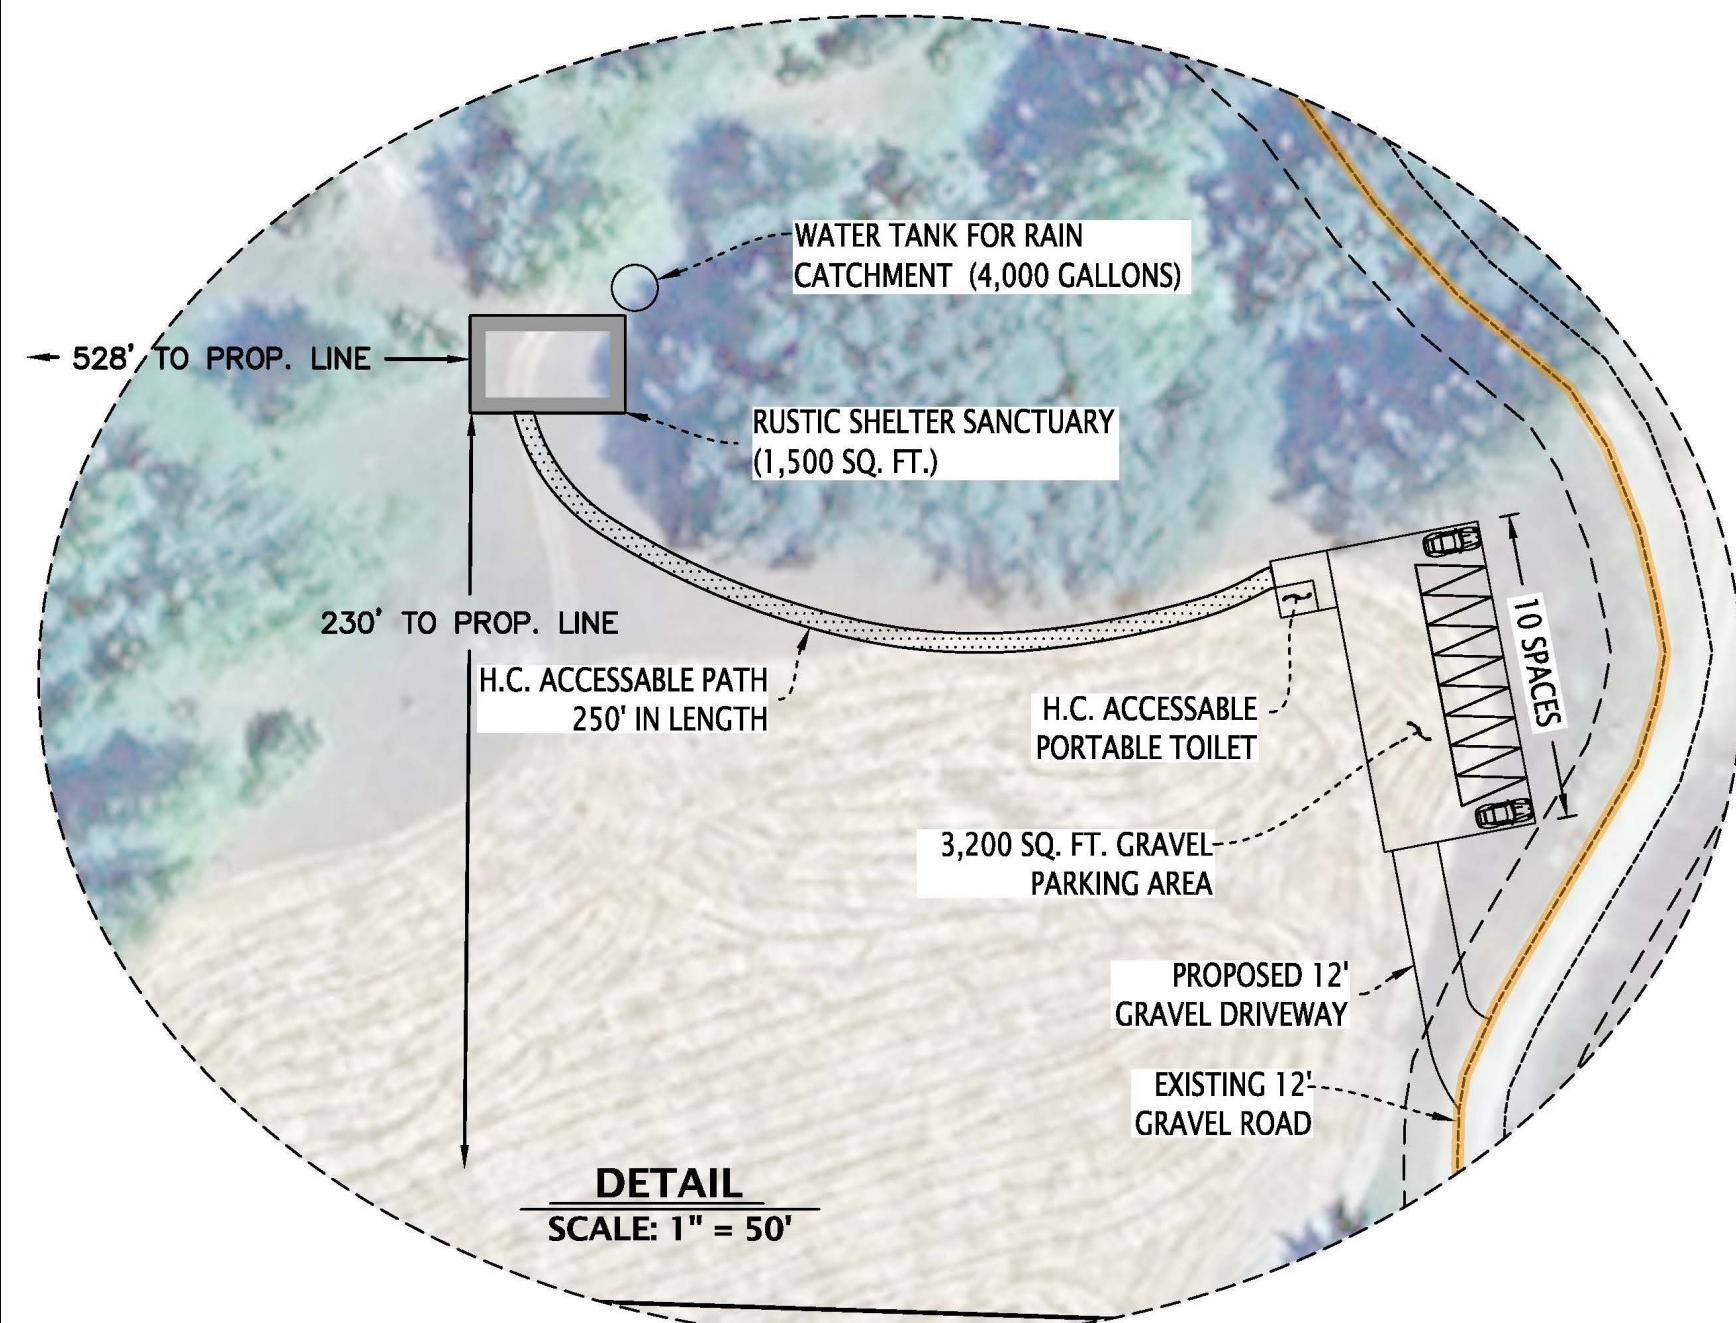 WATER TANK FOR RAIN
CATCHMENT (4,000 GALLONS)
528' TO PROP. LINE
RUSTIC SHELTER SANCTUARY
(1,500 SQ. FT.)
230' TO PROP. LINE
H.C. ACCESSABLE PATH
250' IN LENGTH
10 SPACES
H.C. ACCESSABLE
PORTABLE TOILET
3,200 SQ. FT. GRAVEL
PARKING AREA
PROPOSED 12'
GRAVEL DRIVEWAY
EXISTING 12'
GRAVEL ROAD
DETAIL
SCALE: 1" = 50'